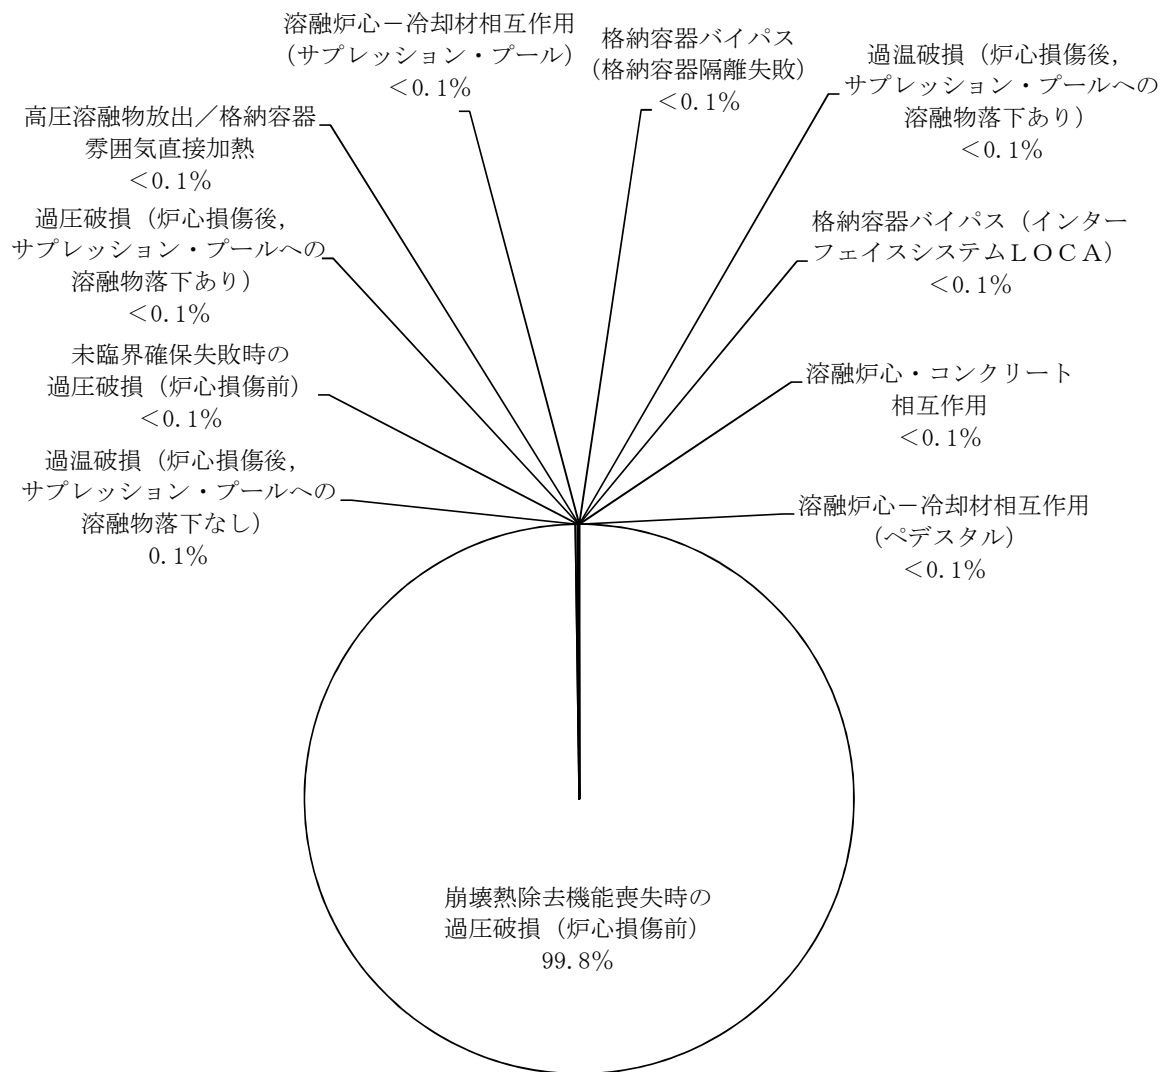 溶融炉心－冷却材相互作用
（サプレッション・プール）
＜0.1%
格納容器バイパス
（格納容器隔離失敗）
＜0.1%
過温破損（炉心損傷後，
サプレッション・プールへの
溶融物落下あり）
＜0.1%
高圧溶融物放出／格納容器
雰囲気直接加熱
＜0.1%
過圧破損（炉心損傷後，
サプレッション・プールへの
溶融物落下あり）
＜0.1%
格納容器バイパス（インター
フェイスシステムＬＯＣＡ）
＜0.1%
未臨界確保失敗時の
過圧破損（炉心損傷前）
＜0.1%
溶融炉心・コンクリート
相互作用
＜0.1%
過温破損（炉心損傷後，
サプレッション・プールへの
溶融物落下なし）
0.1%
溶融炉心－冷却材相互作用
（ペデスタル）
＜0.1%
崩壊熱除去機能喪失時の
過圧破損（炉心損傷前）
99.8%